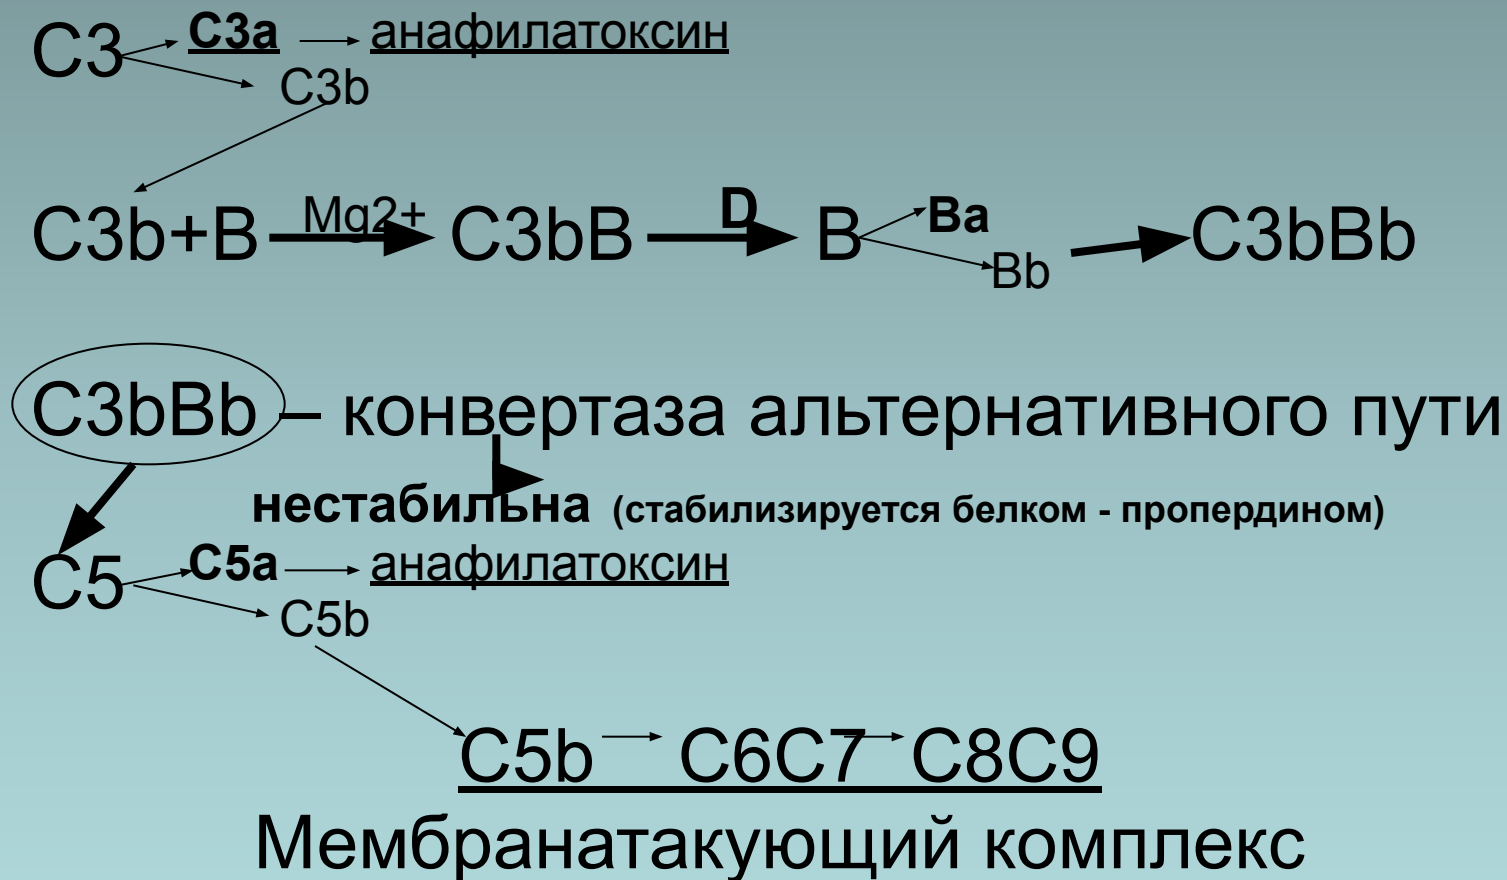 C3 C3a анафилатоксин
C3b
C3b+B Mg2+ C3bB D B Ba
Bb C3bBb
C3bBb – конвертаза альтернативного пути
нестабильна (стабилизируется белком - пропердином)
C5 C5a анафилатоксин
C5b
C5b C6C7 C8C9
Мембранатакующий комплекс